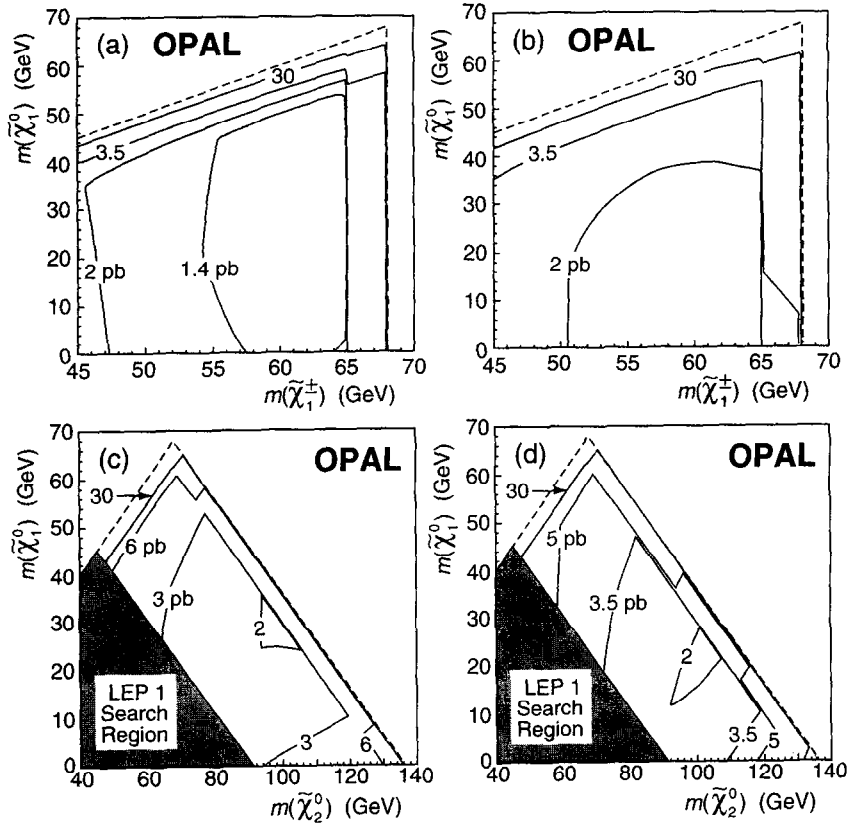 (a) OPAL
m(χ̃₁⁰) (GeV)
70
60
50
40
30
20
10
0
30
3.5
2 pb
1.4 pb
45 50 55 60 65 70
m(χ̃₁±) (GeV)
(b) OPAL
m(χ̃₁⁰) (GeV)
70
60
50
40
30
20
10
0
30
3.5
2 pb
45 50 55 60 65 70
m(χ̃₁±) (GeV)
(c) OPAL
m(χ̃₁⁰) (GeV)
70
60
50
40
30
20
10
0
30
6 pb
3 pb
2
3
6
LEP 1
Search
Region
40 60 80 100 120 140
m(χ̃₂⁰) (GeV)
(d) OPAL
m(χ̃₁⁰) (GeV)
70
60
50
40
30
20
10
0
30
5 pb
3.5 pb
2
3.5
5
LEP 1
Search
Region
40 60 80 100 120 140
m(χ̃₂⁰) (GeV)